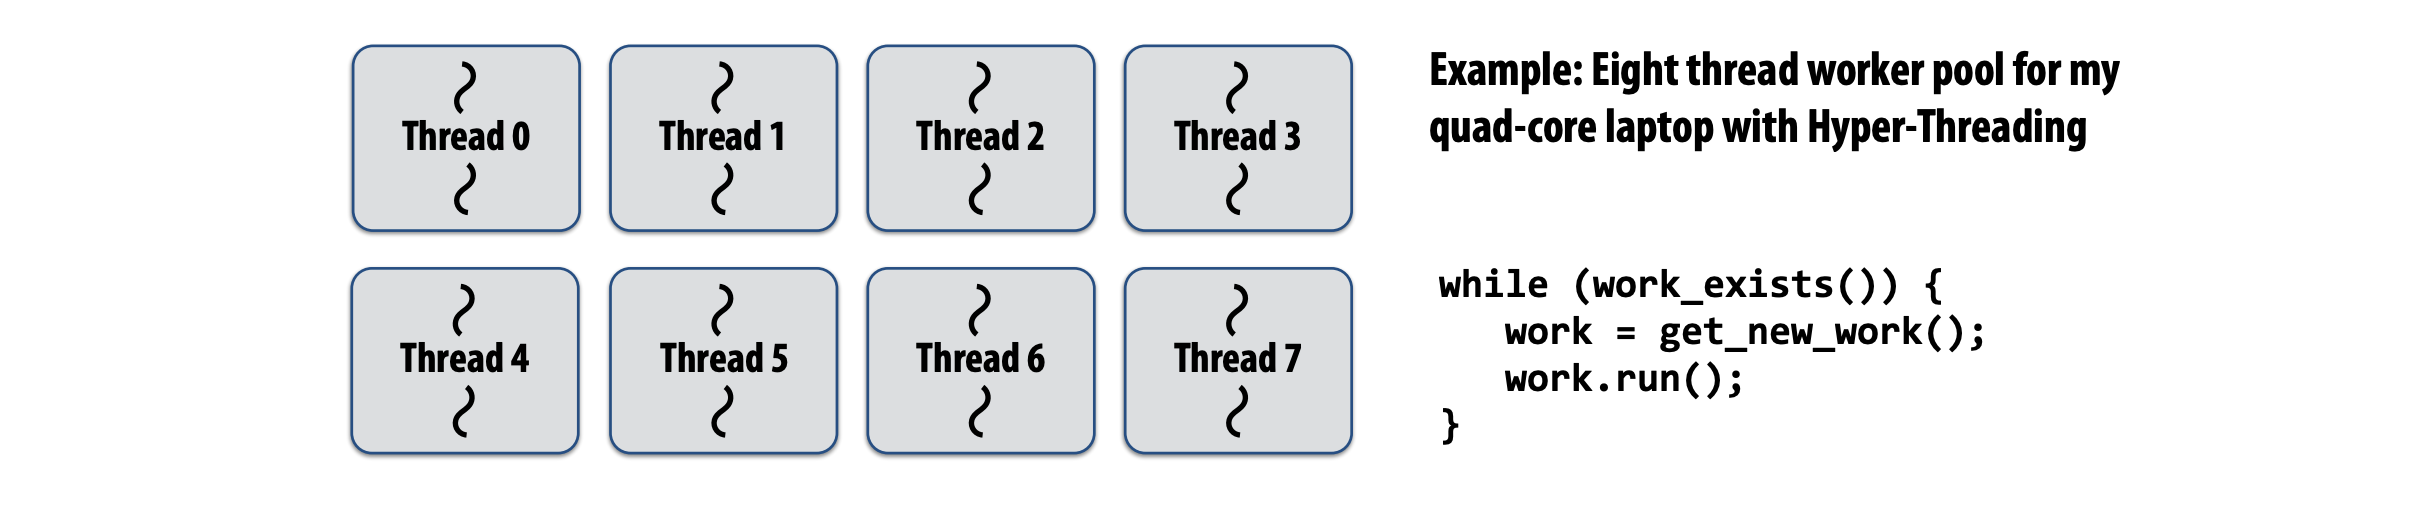 Thread 0
Thread 1
Thread 2
Thread 3
Thread 4
Thread 5
Thread 6
Thread 7
Example: Eight thread worker pool for my
quad-core laptop with Hyper-Threading
while (work_exists()) {
   work = get_new_work();
   work.run();
}